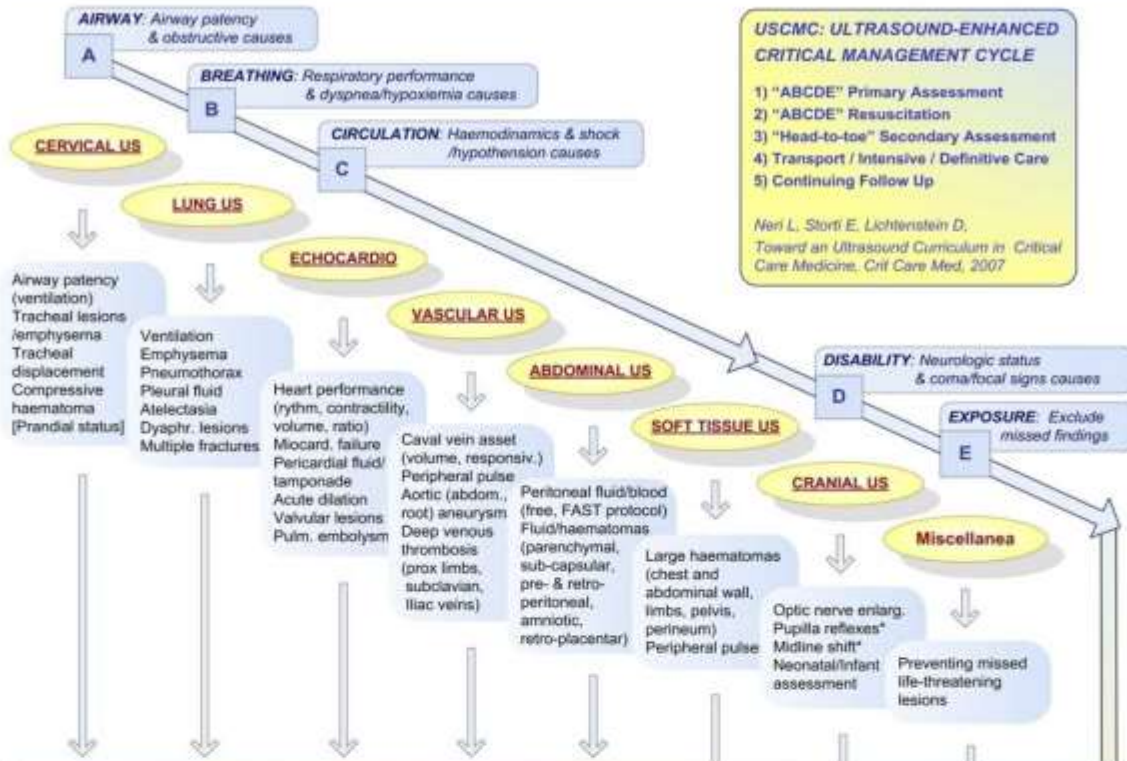 AIRWAY: Airway patency
& obstructive causes
A
BREATHING: Respiratory performance
& dyspnea/hypoxiemia causes
B
CIRCULATION: Haemodinamics & shock
/hypothension causes
C
USCMC: ULTRASOUND-ENHANCED
CRITICAL MANAGEMENT CYCLE
1) “ABCDE” Primary Assessment
2) “ABCDE” Resuscitation
3) “Head-to-toe” Secondary Assessment
4) Transport / Intensive / Definitive Care
5) Continuing Follow Up
Neri L, Storti E, Lichtenstein D,
Toward an Ultrasound Curriculum in Critical
Care Medicine, Crit Care Med, 2007
DISABILITY: Neurologic status
& coma/focal signs causes
D
EXPOSURE: Exclude
missed findings
E
CERVICAL US
Airway patency
(ventilation)
Tracheal lesions
/emphysema
Tracheal
displacement
Compressive
haematoma
[Prandial status]
LUNG US
Ventilation
Emphysema
Pneumothorax
Pleural fluid
Atelectasia
Dyaphr. lesions
Multiple fractures
ECHOCARDIO
Heart performance
(rythm, contractility,
volume, ratio)
Miocard. failure
Pericardial fluid/
tamponade
Acute dilation
Valvular lesions
Pulm. embolysm
VASCULAR US
Caval vein asset
(volume, responsiv.)
Peripheral pulse
Aortic (abdom.,
root) aneurysm
Deep venous
thrombosis
(prox limbs,
subclavian,
Iliac veins)
ABDOMINAL US
Peritoneal fluid/blood
(free, FAST protocol)
Fluid/haematomas
(parenchymal,
sub-capsular,
pre- & retro-
peritoneal,
amniotic,
retro-placentar)
SOFT TISSUE US
Large haematomas
(chest and
abdominal wall,
limbs, pelvis,
perineum)
Peripheral pulse
CRANIAL US
Optic nerve enlarg.
Pupilla reflexes*
Midline shift*
Neonatal/Infant
assessment
Miscellanea
Preventing missed
life-threatening
lesions